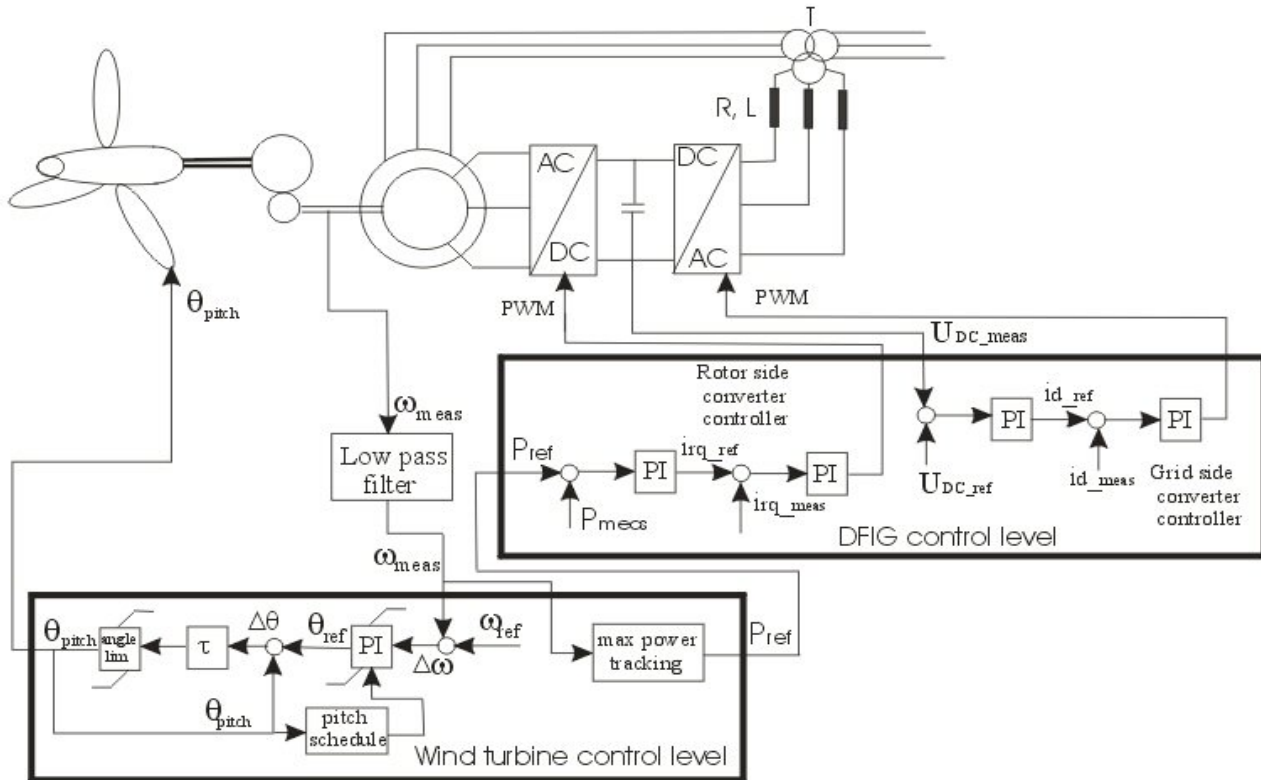 T
R, L
AC
DC
DC
AC
θpitch
PWM
PWM
UDC_meas
Rotor side
converter
controller
ωmeas
Low pass
filter
Pref
PI
irq_ref
PI
Pmeas
irq_meas
PI
id_ref
PI
UDC_ref
id_meas
Grid side
converter
controller
DFIG control level
ωmeas
θpitch
angle
lim
τ
Δθ
θref
PI
Δω
ωref
max power
tracking
Pref
θpitch
pitch
schedule
Wind turbine control level